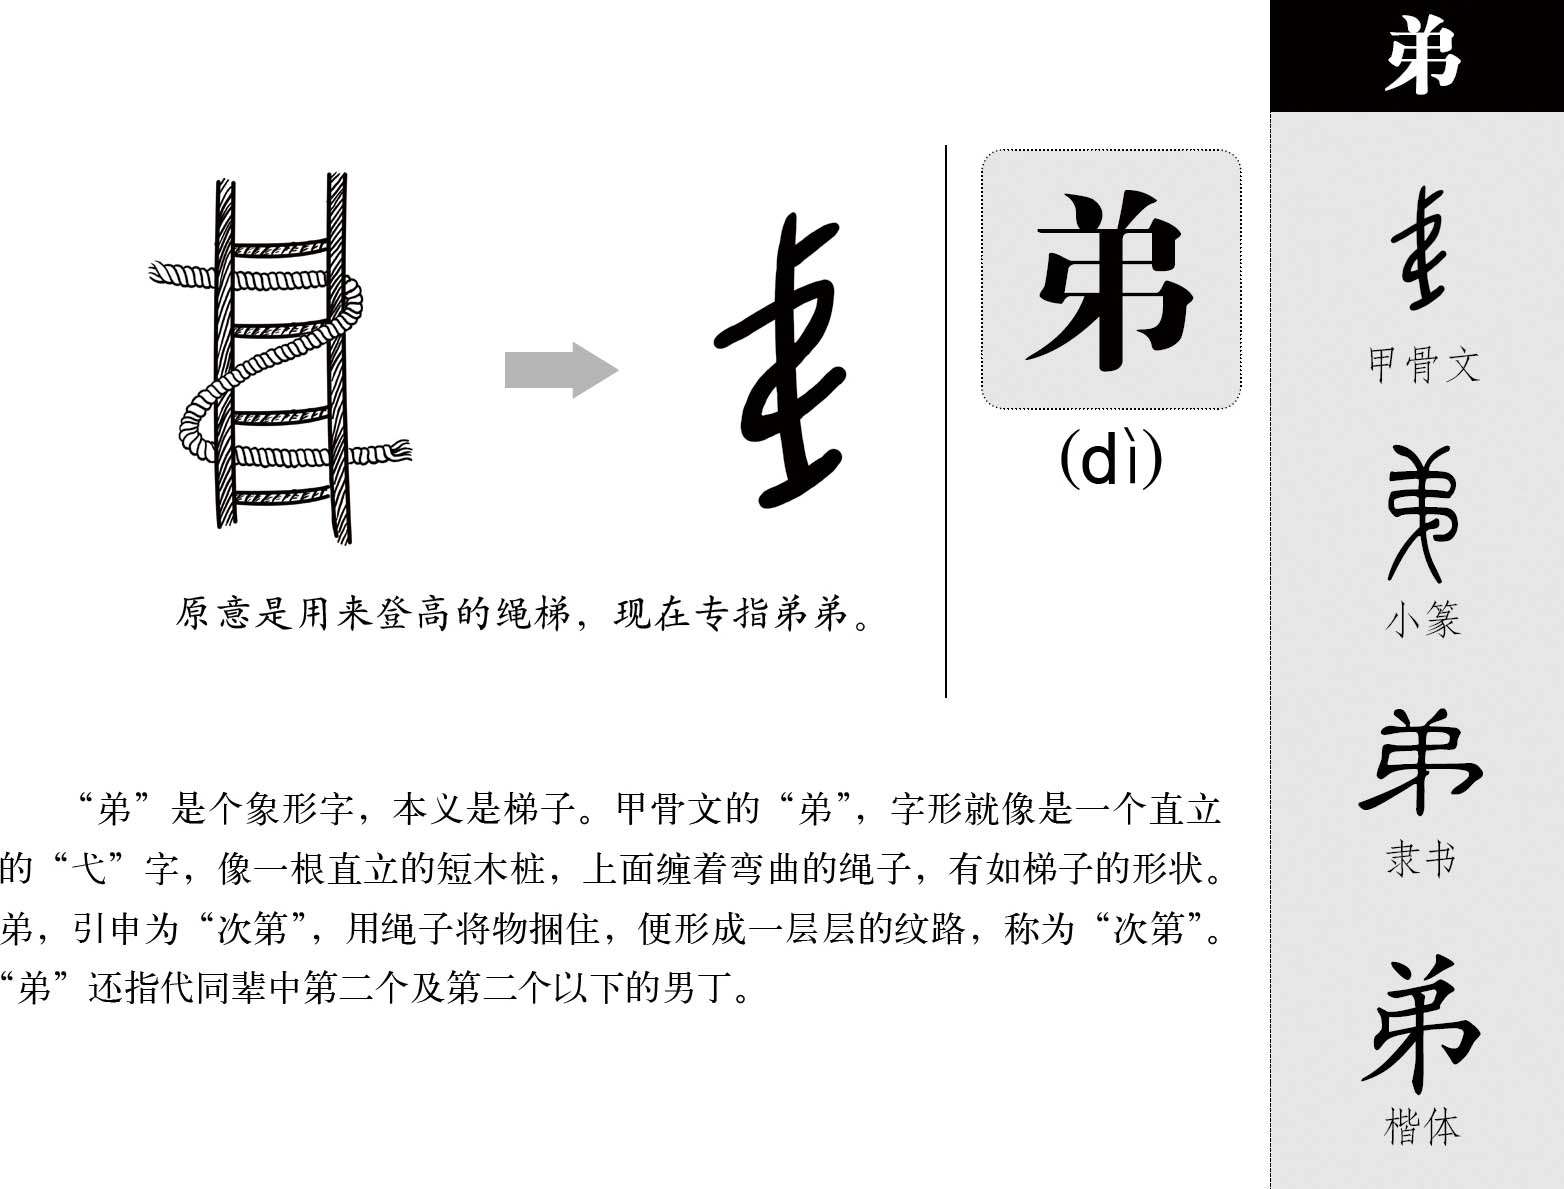 弟
弟
(dì)
原意是用来登高的绳梯，现在专指弟弟。
“弟”是个象形字，本义是梯子。甲骨文的“弟”，字形就像是一个直立
的“弋”字，像一根直立的短木桩，上面缠着弯曲的绳子，有如梯子的形状。
弟，引申为“次第”，用绳子将物捆住，便形成一层层的纹路，称为“次第”。
“弟”还指代同辈中第二个及第二个以下的男丁。
弟
甲骨文
弟
小篆
弟
隶书
弟
楷体